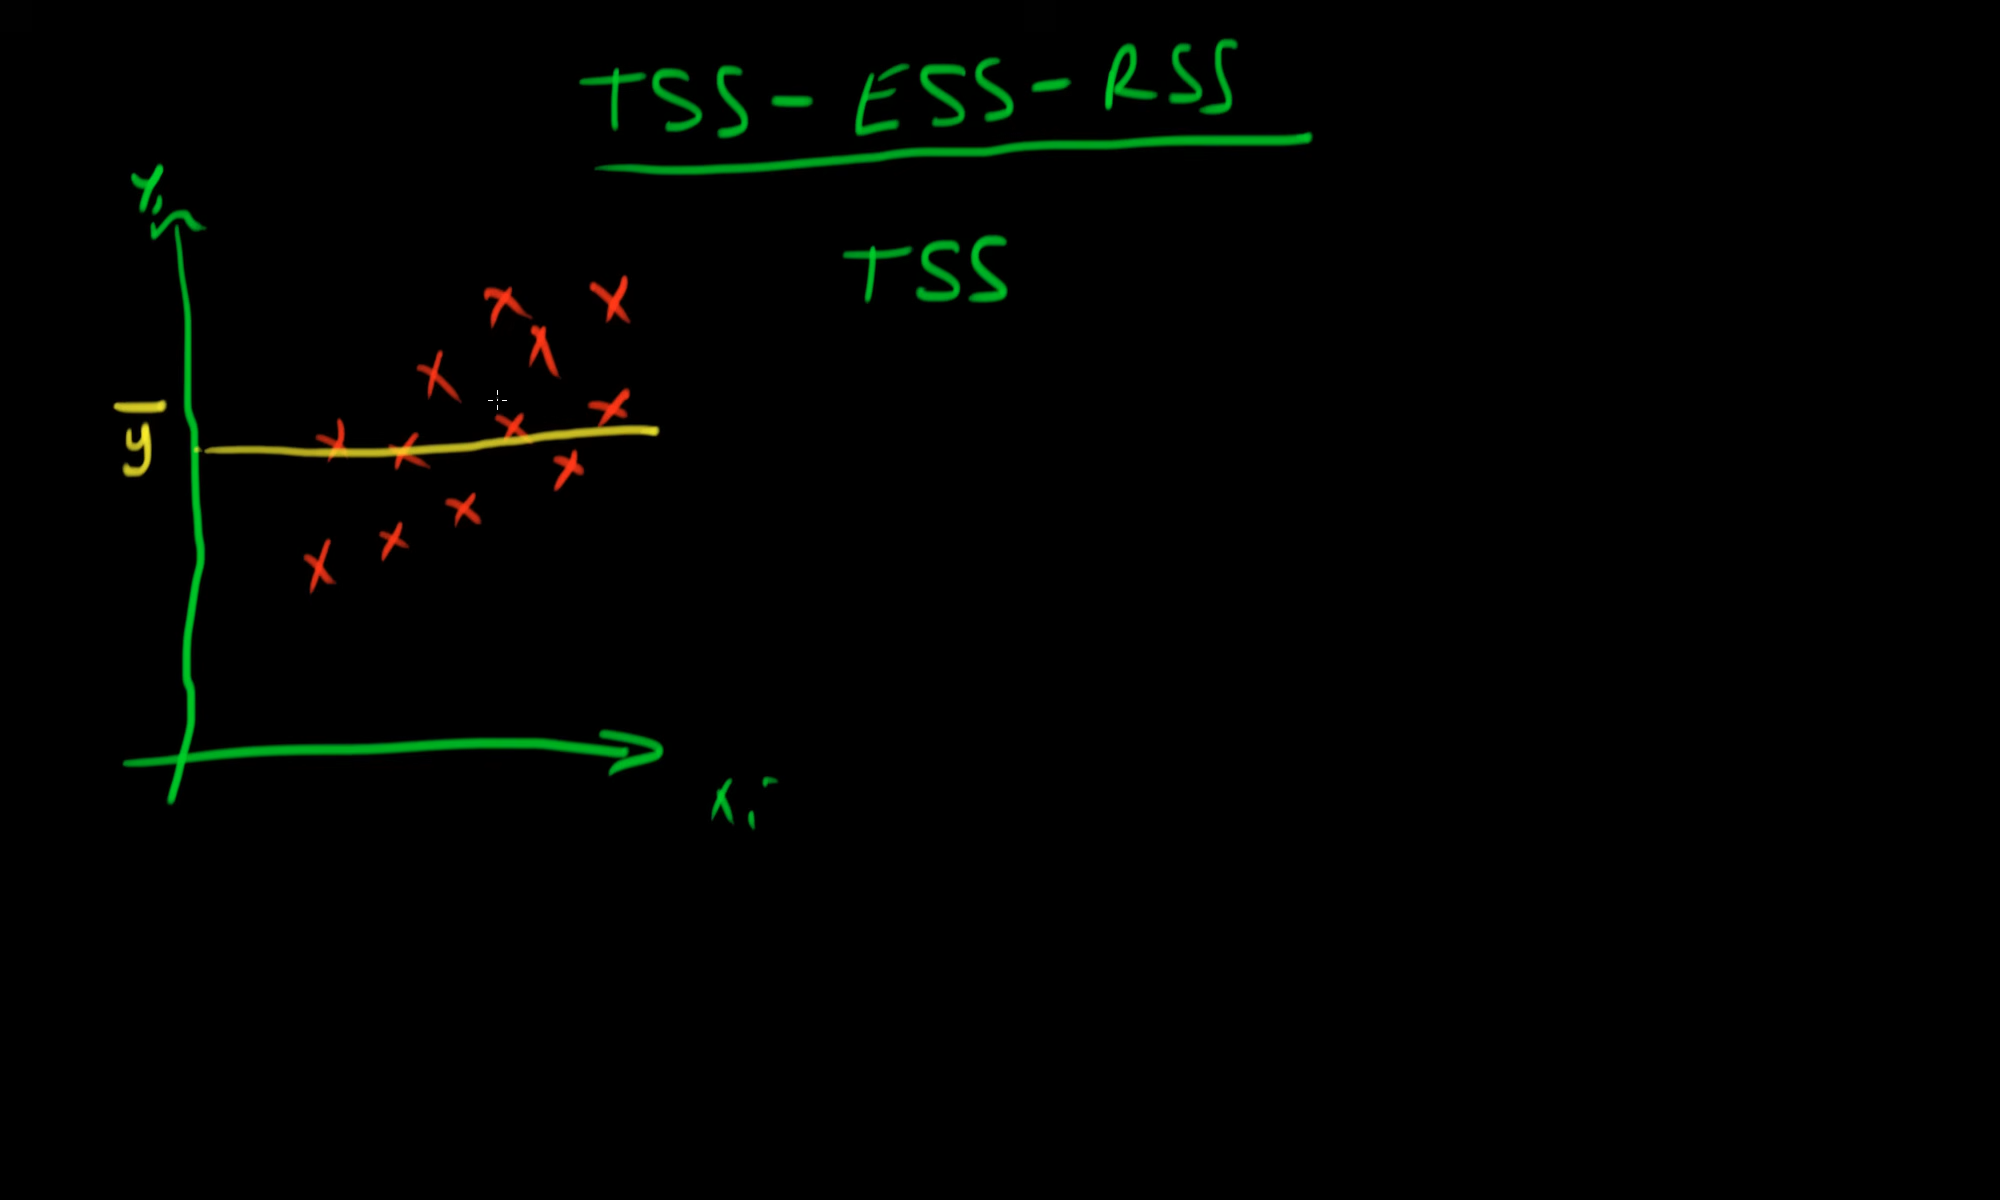 TSS - ESS - RSS
yᵢ
TSS
ȳ
xᵢ